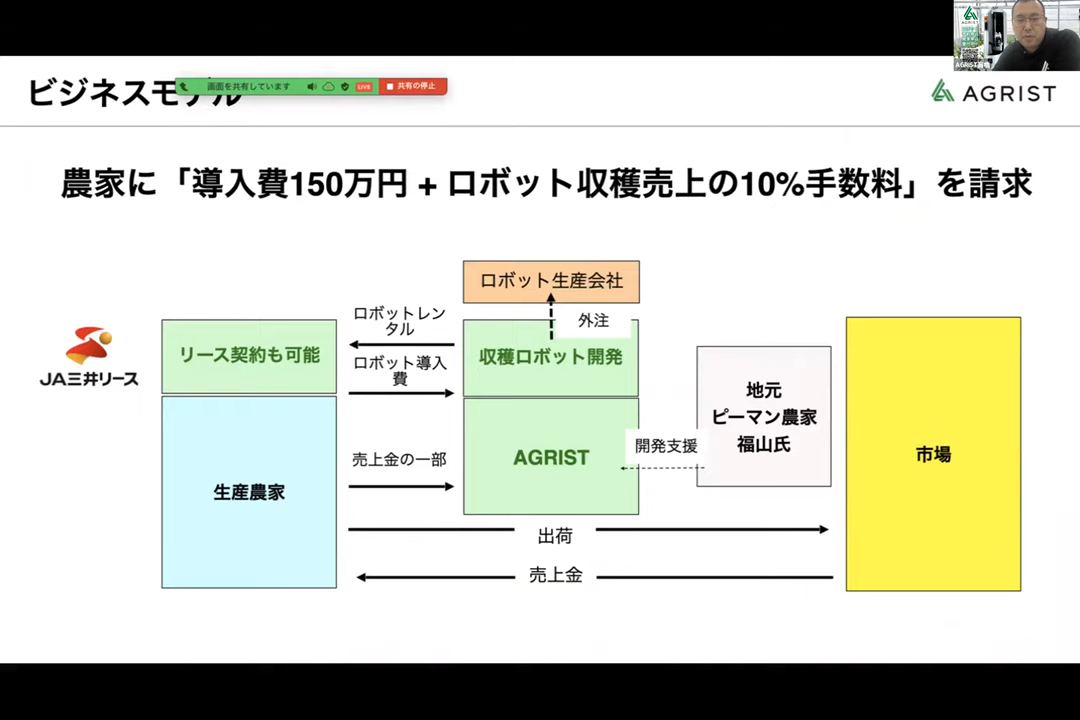 ビジネスモデル
画面を共有しています
LIVE
共有の停止
AGRIST
AGRIST
農家に「導入費150万円 + ロボット収穫売上の10%手数料」を請求
ロボット生産会社
外注
ロボットレン
タル
ロボット導入
費
リース契約も可能
JA三井リース
収穫ロボット開発
地元
ピーマン農家
福山氏
開発支援
売上金の一部
AGRIST
市場
生産農家
出荷
売上金